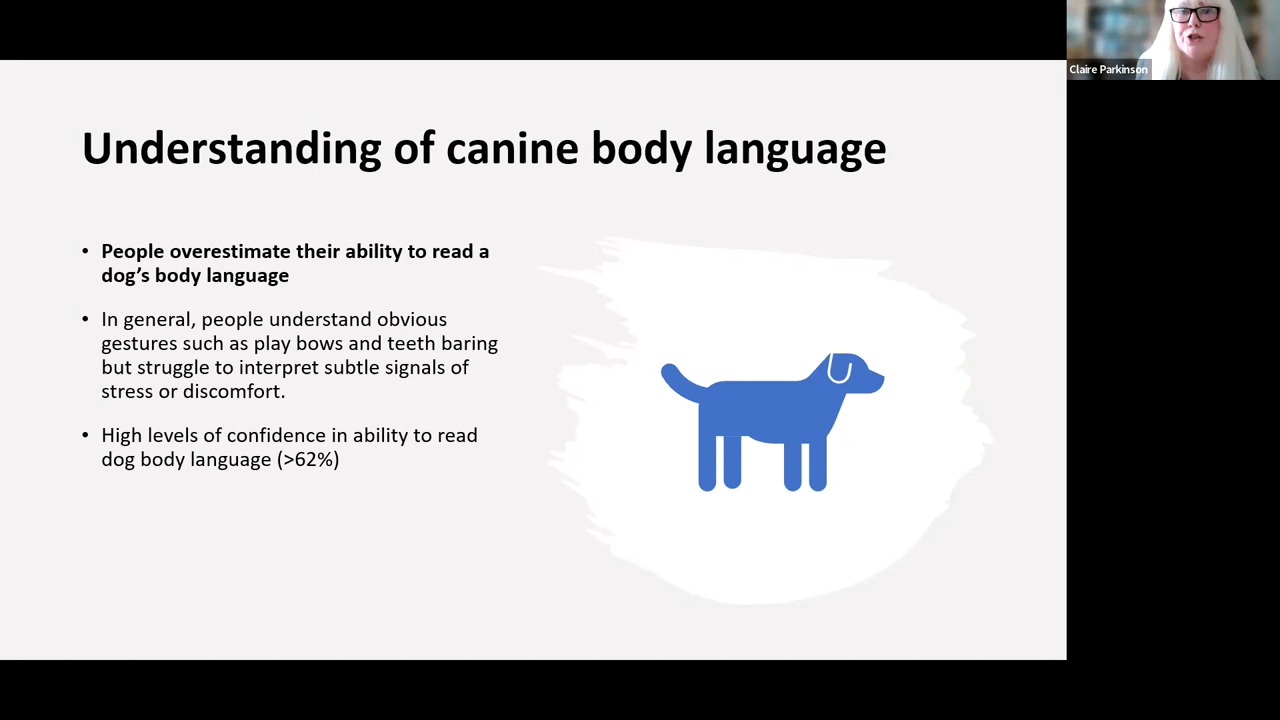 Claire Parkinson
Understanding of canine body language
• People overestimate their ability to read a
dog’s body language
• In general, people understand obvious
gestures such as play bows and teeth baring
but struggle to interpret subtle signals of
stress or discomfort.
• High levels of confidence in ability to read
dog body language (>62%)